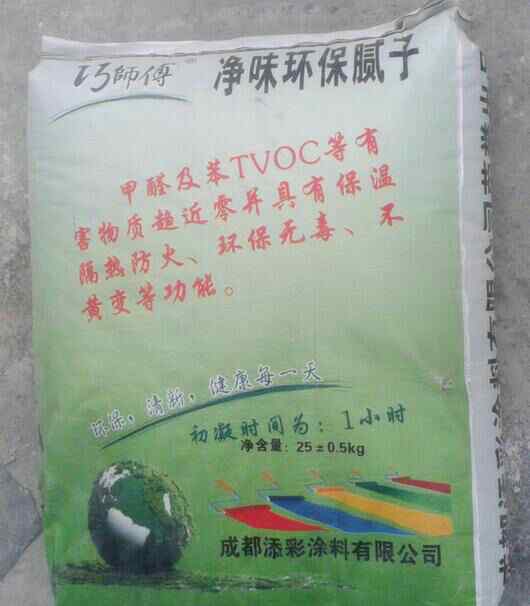 巧師傅
净味环保腻子
甲醛及苯TVOC等有
害物质超近零并具有保温
隔热防火、环保无毒、不
黄变等功能。
环保，清新，健康每一天
初凝时间为：1小时
净含量：25±0.5kg
成都添彩涂料有限公司